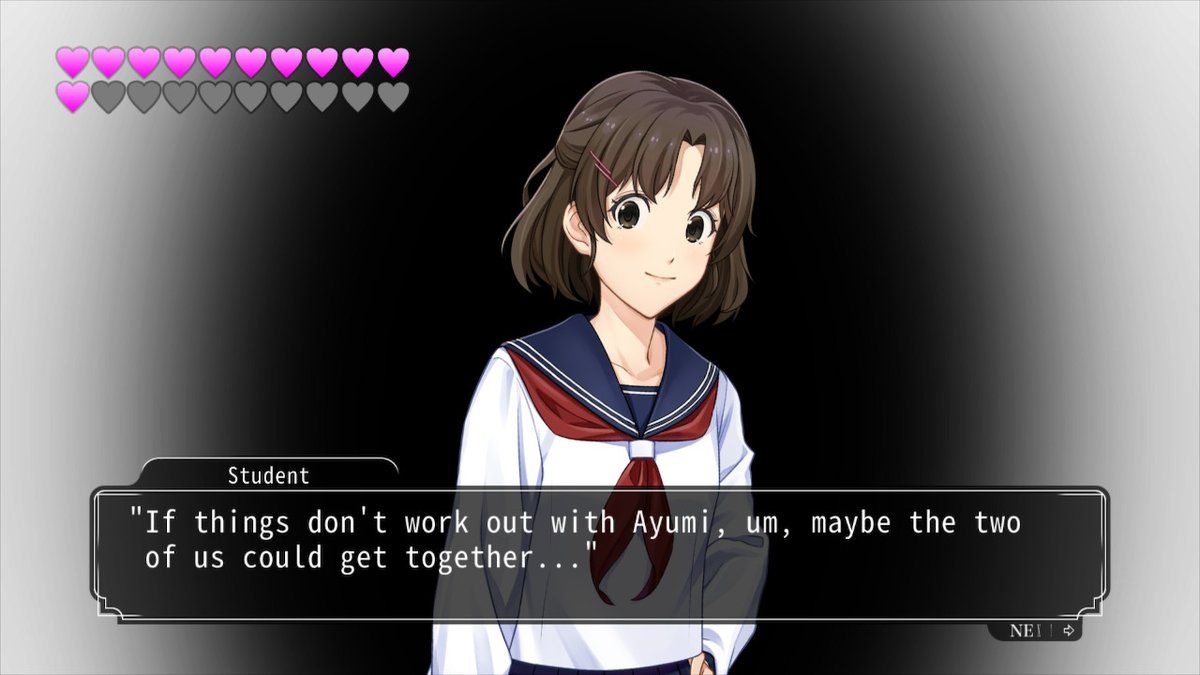 Student
"If things don't work out with Ayumi, um, maybe the two
of us could get together..."